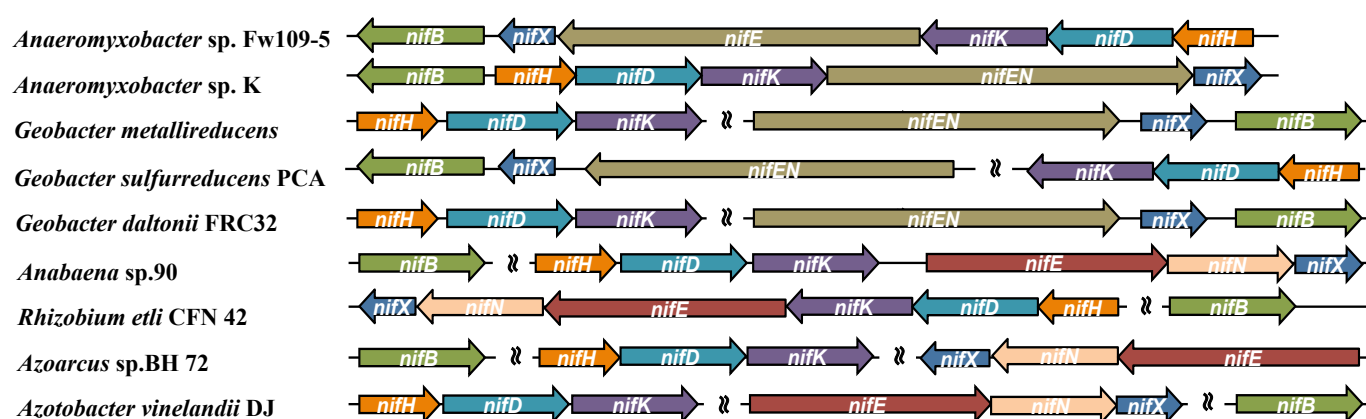 Anaeromyxobacter sp. Fw109-5 nifB nifX nifE nifK nifD nifH
Anaeromyxobacter sp. K nifB nifH nifD nifK nifEN nifX
Geobacter metallireducens nifH nifD nifK nifEN nifX nifB
Geobacter sulfurreducens PCA nifB nifX nifEN nifK nifD nifH
Geobacter daltonii FRC32 nifH nifD nifK nifEN nifX nifB
Anabaena sp.90 nifB nifH nifD nifK nifE nifN nifX
Rhizobium etli CFN 42 nifX nifN nifE nifK nifD nifH nifB
Azoarcus sp.BH 72 nifB nifH nifD nifK nifX nifN nifE
Azotobacter vinelandii DJ nifH nifD nifK nifE nifN nifX nifB